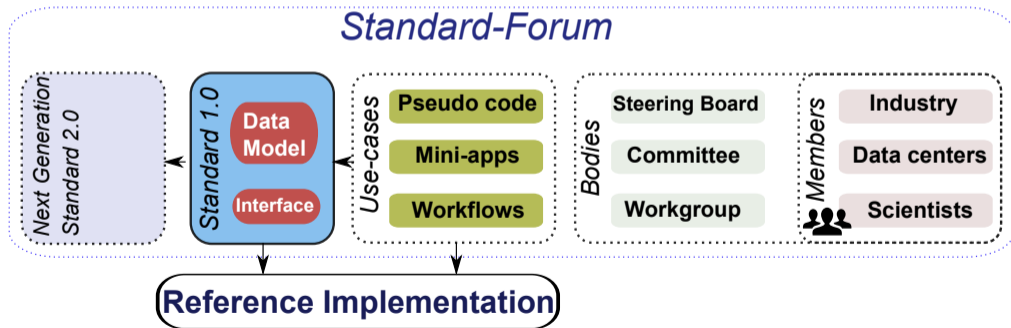 Standard-Forum
Next Generation
Standard 2.0
Standard 1.0
Data
Model
Interface
Use-cases
Pseudo code
Mini-apps
Workflows
Bodies
Steering Board
Committee
Workgroup
Members
Industry
Data centers
Scientists
Reference Implementation